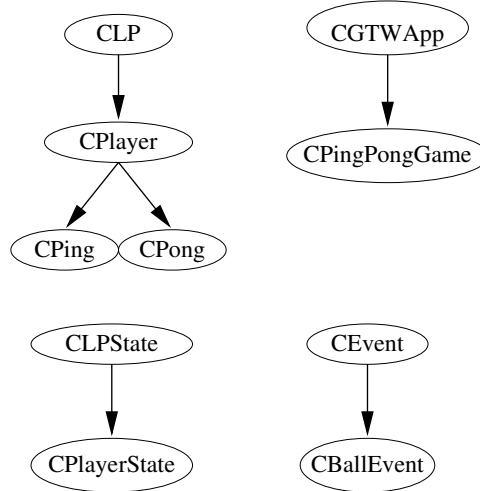 CLP
CGTWApp
CPlayer
CPingPongGame
CPing
CPong
CLPState
CEvent
CPlayerState
CBallEvent